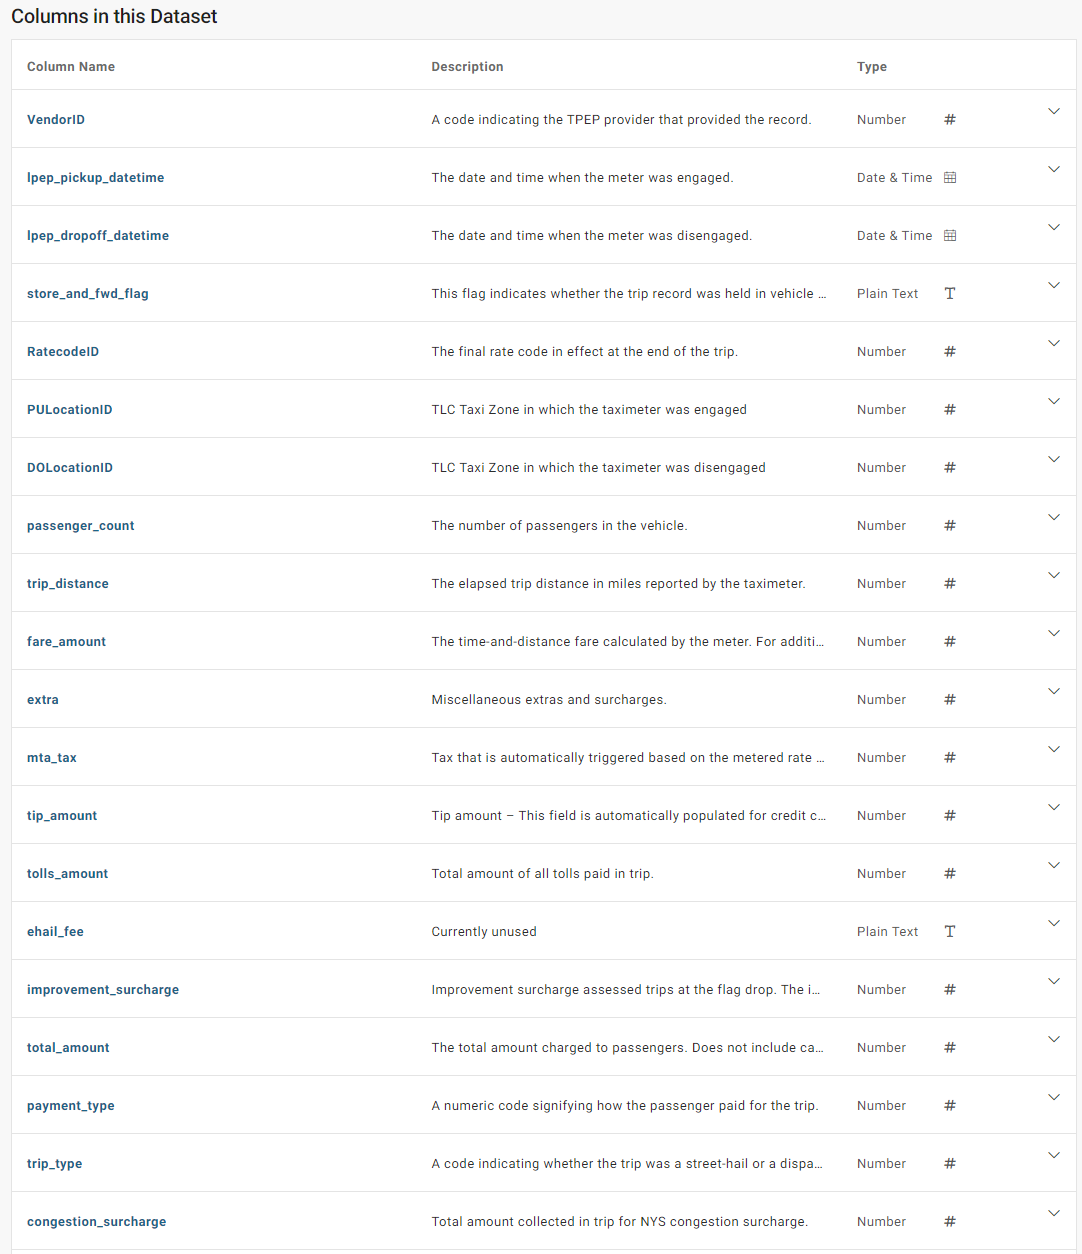 Columns in this Dataset
Column Name Description Type
VendorID A code indicating the TPEP provider that provided the record. Number #
lpep_pickup_datetime The date and time when the meter was engaged. Date & Time
lpep_dropoff_datetime The date and time when the meter was disengaged. Date & Time
store_and_fwd_flag This flag indicates whether the trip record was held in vehicle ... Plain Text T
RatecodeID The final rate code in effect at the end of the trip. Number #
PULocationID TLC Taxi Zone in which the taximeter was engaged Number #
DOLocationID TLC Taxi Zone in which the taximeter was disengaged Number #
passenger_count The number of passengers in the vehicle. Number #
trip_distance The elapsed trip distance in miles reported by the taximeter. Number #
fare_amount The time-and-distance fare calculated by the meter. For additi... Number #
extra Miscellaneous extras and surcharges. Number #
mta_tax Tax that is automatically triggered based on the metered rate ... Number #
tip_amount Tip amount – This field is automatically populated for credit c... Number #
tolls_amount Total amount of all tolls paid in trip. Number #
ehail_fee Currently unused Plain Text T
improvement_surcharge Improvement surcharge assessed trips at the flag drop. The i... Number #
total_amount The total amount charged to passengers. Does not include ca... Number #
payment_type A numeric code signifying how the passenger paid for the trip. Number #
trip_type A code indicating whether the trip was a street-hail or a dispa... Number #
congestion_surcharge Total amount collected in trip for NYS congestion surcharge. Number #